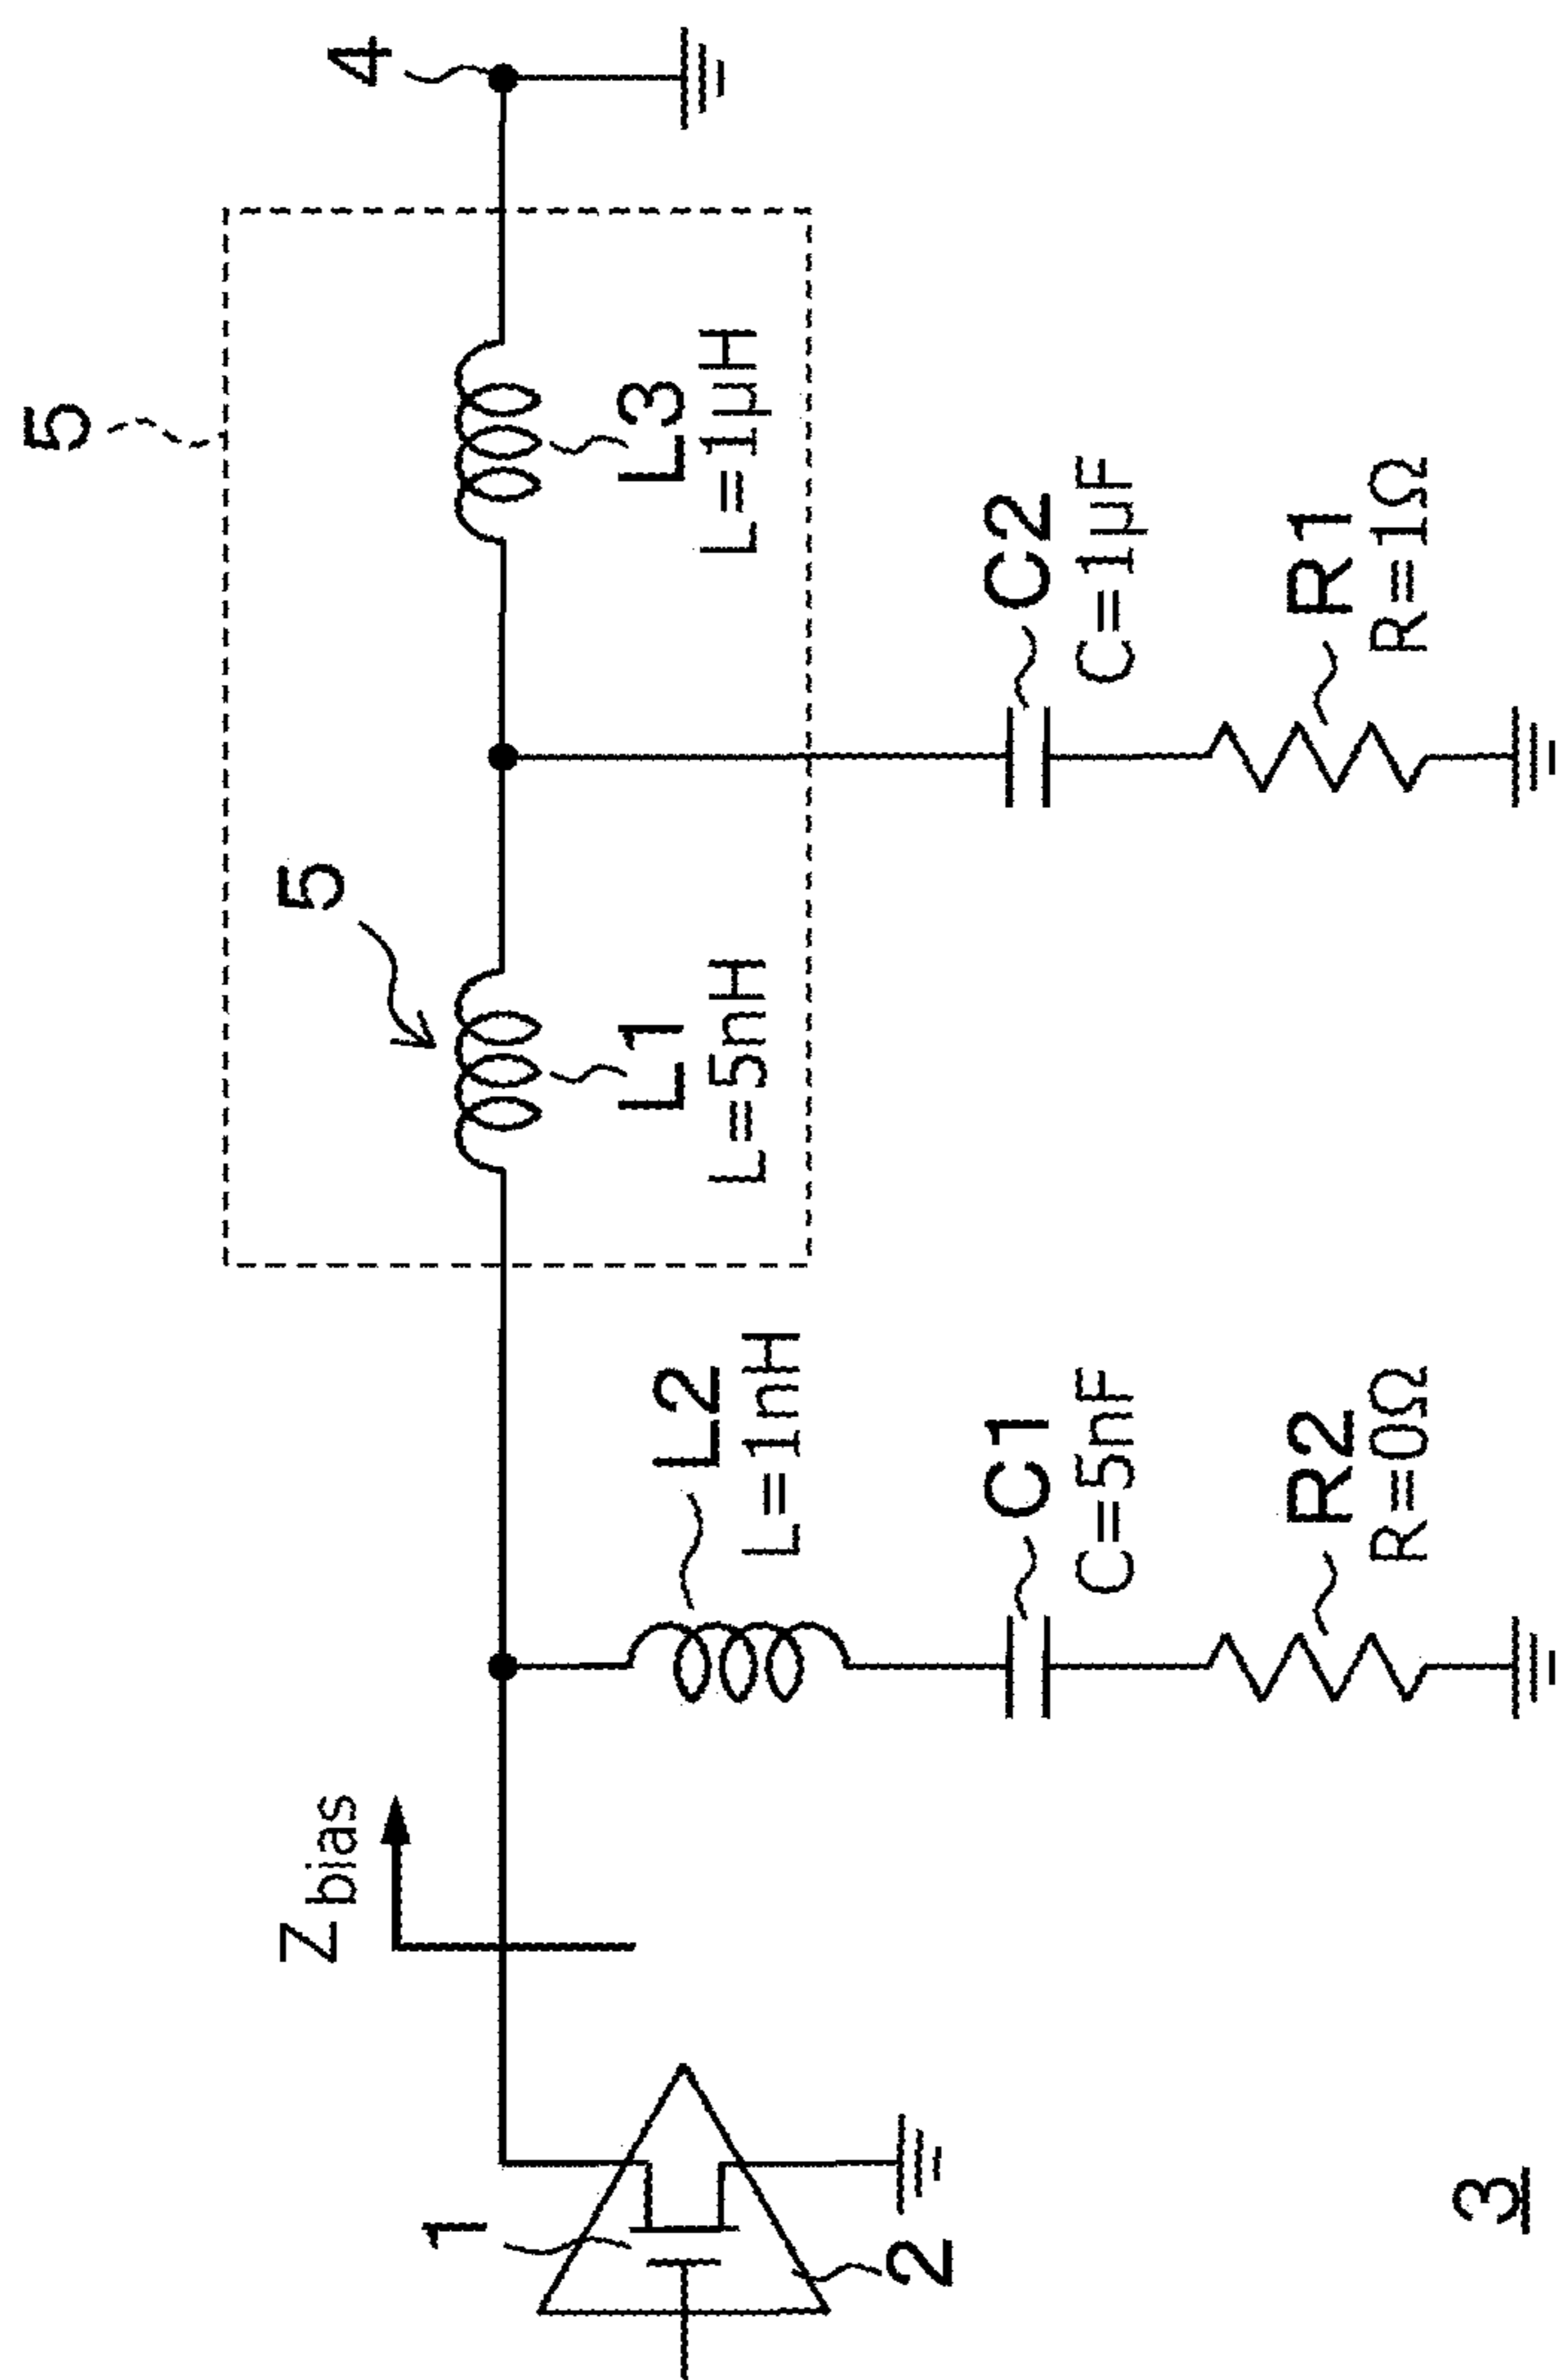 5
4
5
L1
L=5nH
L3
L=1μH
Zbias
L2
L=1nH
1
2
C1
C=5nF
C2
C=1μF
R2
R=0Ω
R1
R=1Ω
3